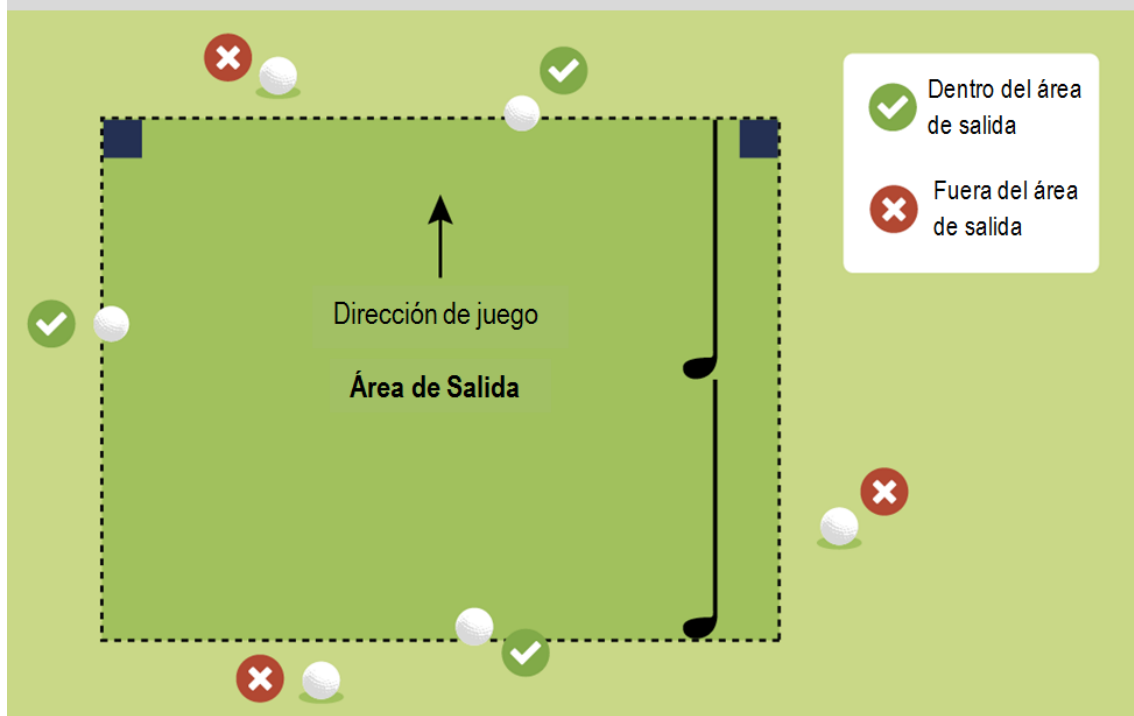 Dentro del área
de salida
Fuera del área
de salida
Dirección de juego
Área de Salida